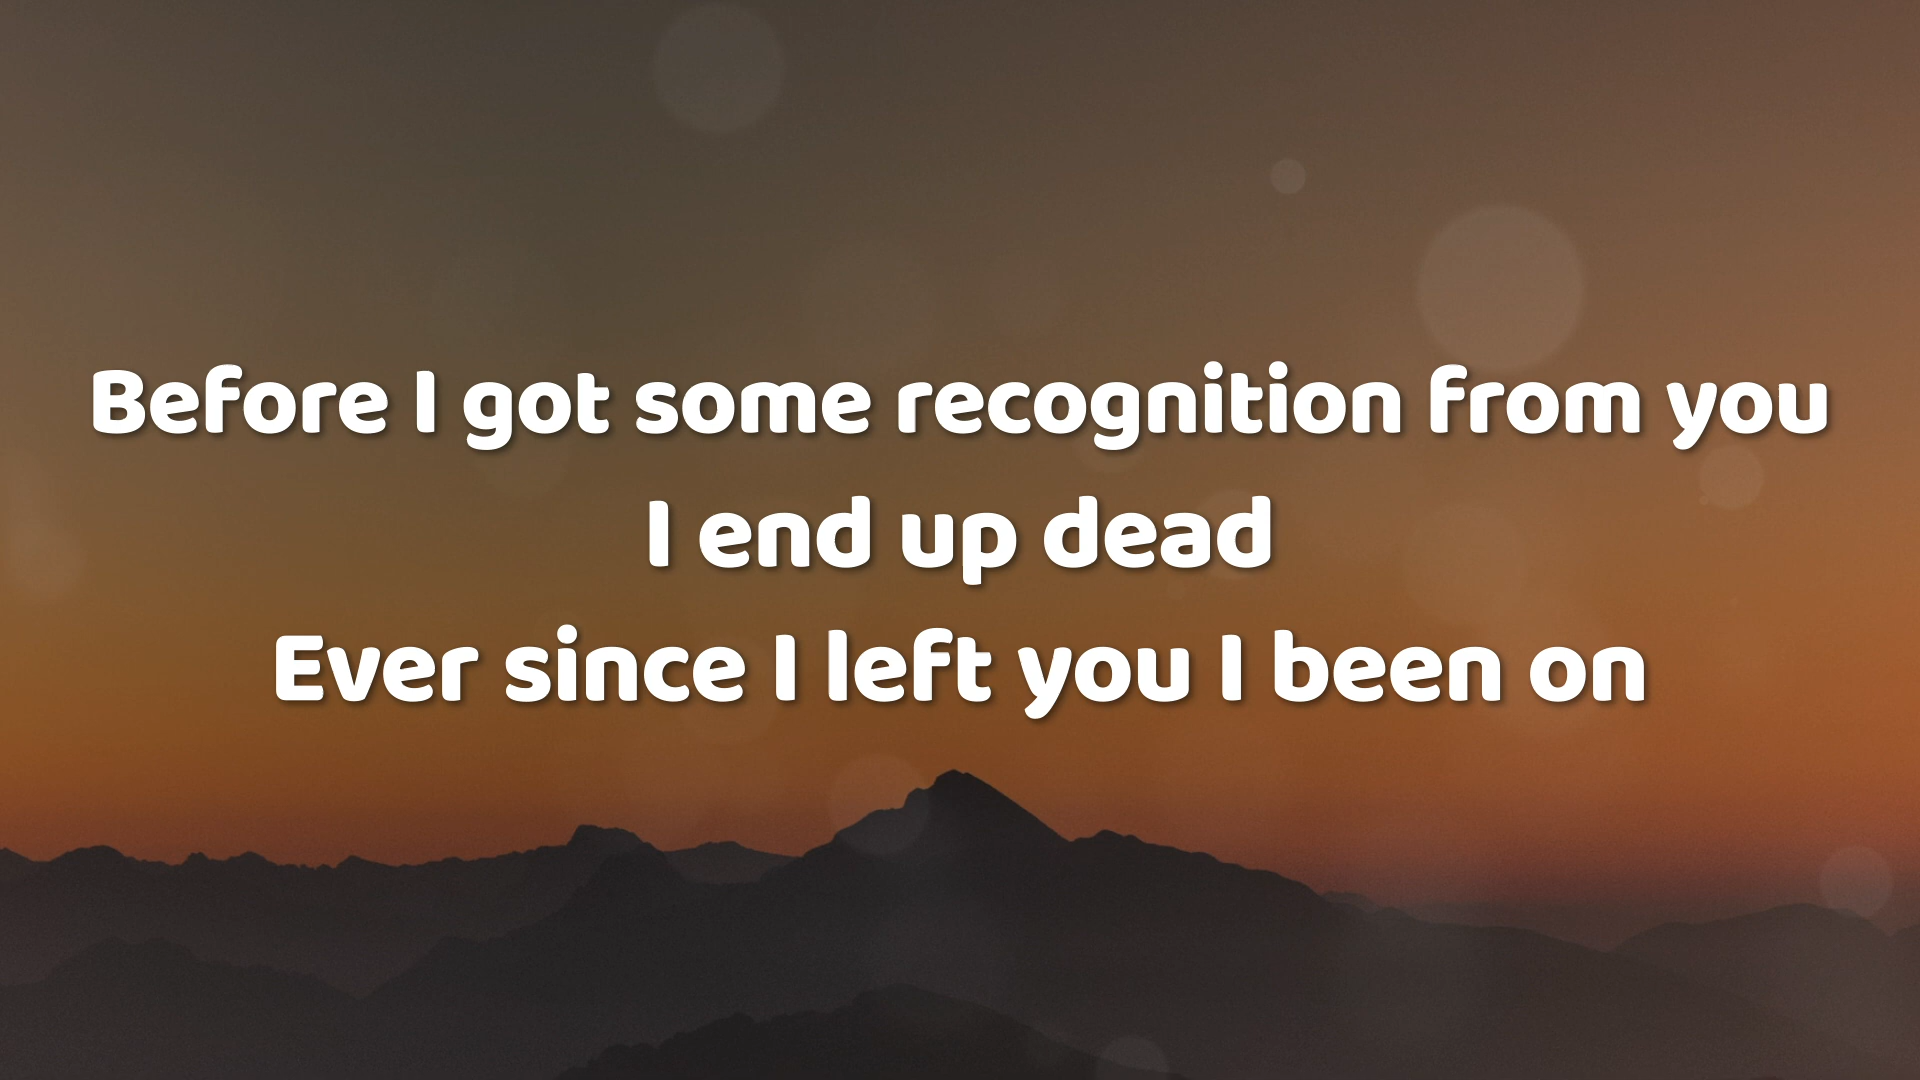 Before I got some recognition from you
I end up dead
Ever since I left you I been on